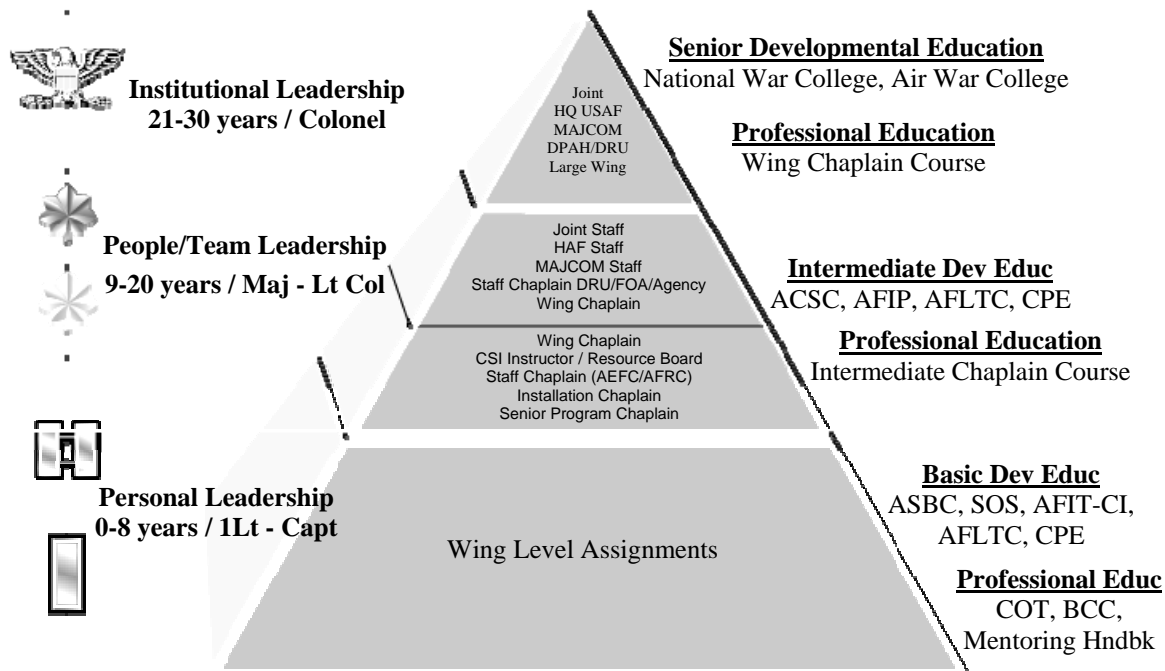 Senior Developmental Education
National War College, Air War College
Institutional Leadership
21-30 years / Colonel
Joint
HQ USAF
MAJCOM
DPAH/DRU
Large Wing
Professional Education
Wing Chaplain Course
People/Team Leadership
9-20 years / Maj - Lt Col
Joint Staff
HAF Staff
MAJCOM Staff
Staff Chaplain DRU/FOA/Agency
Wing Chaplain
Intermediate Dev Educ
ACSC, AFIP, AFLTC, CPE
Wing Chaplain
CSI Instructor / Resource Board
Staff Chaplain (AEFC/AFRC)
Installation Chaplain
Senior Program Chaplain
Professional Education
Intermediate Chaplain Course
Personal Leadership
0-8 years / 1Lt - Capt
Wing Level Assignments
Basic Dev Educ
ASBC, SOS, AFIT-CI,
AFLTC, CPE
Professional Educ
COT, BCC,
Mentoring Hndbk